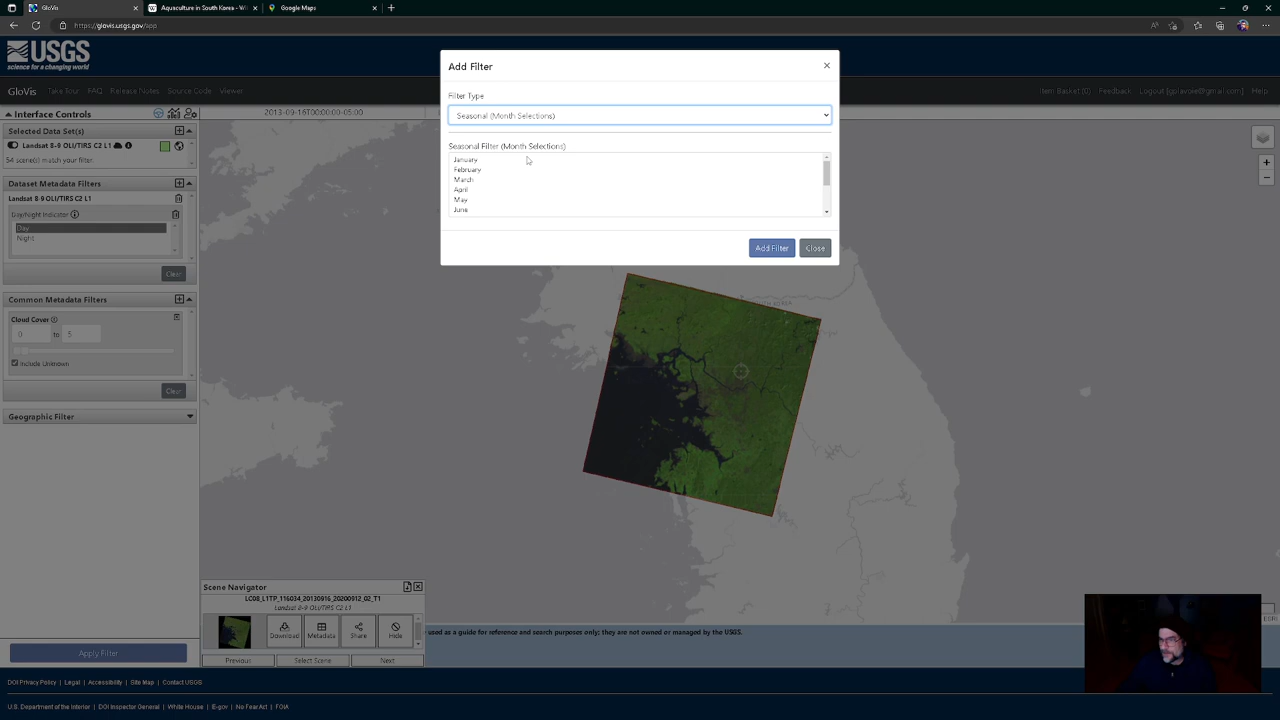 GloVis
Aquaculture in South Korea - Wi
Google Maps
https://glovis.usgs.gov/app
USGS
science for a changing world
GloVis
Take Tour
FAQ
Release Notes
Source Code
Viewer
Item Basket (0)
Feedback
Help
Interface Controls
2013-09-16T00:00:00-05:00
Selected Data Set(s)
Landsat 8-9 OLI/TIRS C2 L1
54 scene(s) match your filter.
Dataset Metadata Filters
Landsat 8-9 OLI/TIRS C2 L1
Day/Night Indicator
Day
Night
Clear
Common Metadata Filters
Cloud Cover
0 to 5
Include Unknown
Clear
Geographic Filter
Apply Filter
Add Filter
Filter Type
Seasonal (Month Selections)
Seasonal Filter (Month Selections)
January
February
March
April
May
June
Add Filter
Close
Scene Navigator
LC08_L1TP_116034_20130916_20200912_02_T1
Landsat 8-9 OLI/TIRS C2 L1
Download
Metadata
Share
Hide
Previous
Select Scene
Next
used as a guide for reference and search purposes only; they are not owned or managed by the USGS.
DOI Privacy Policy | Legal | Accessibility | Site Map | Contact USGS
U.S. Department of the Interior | DOI Inspector General | White House | E-gov | No Fear Act | FOIA